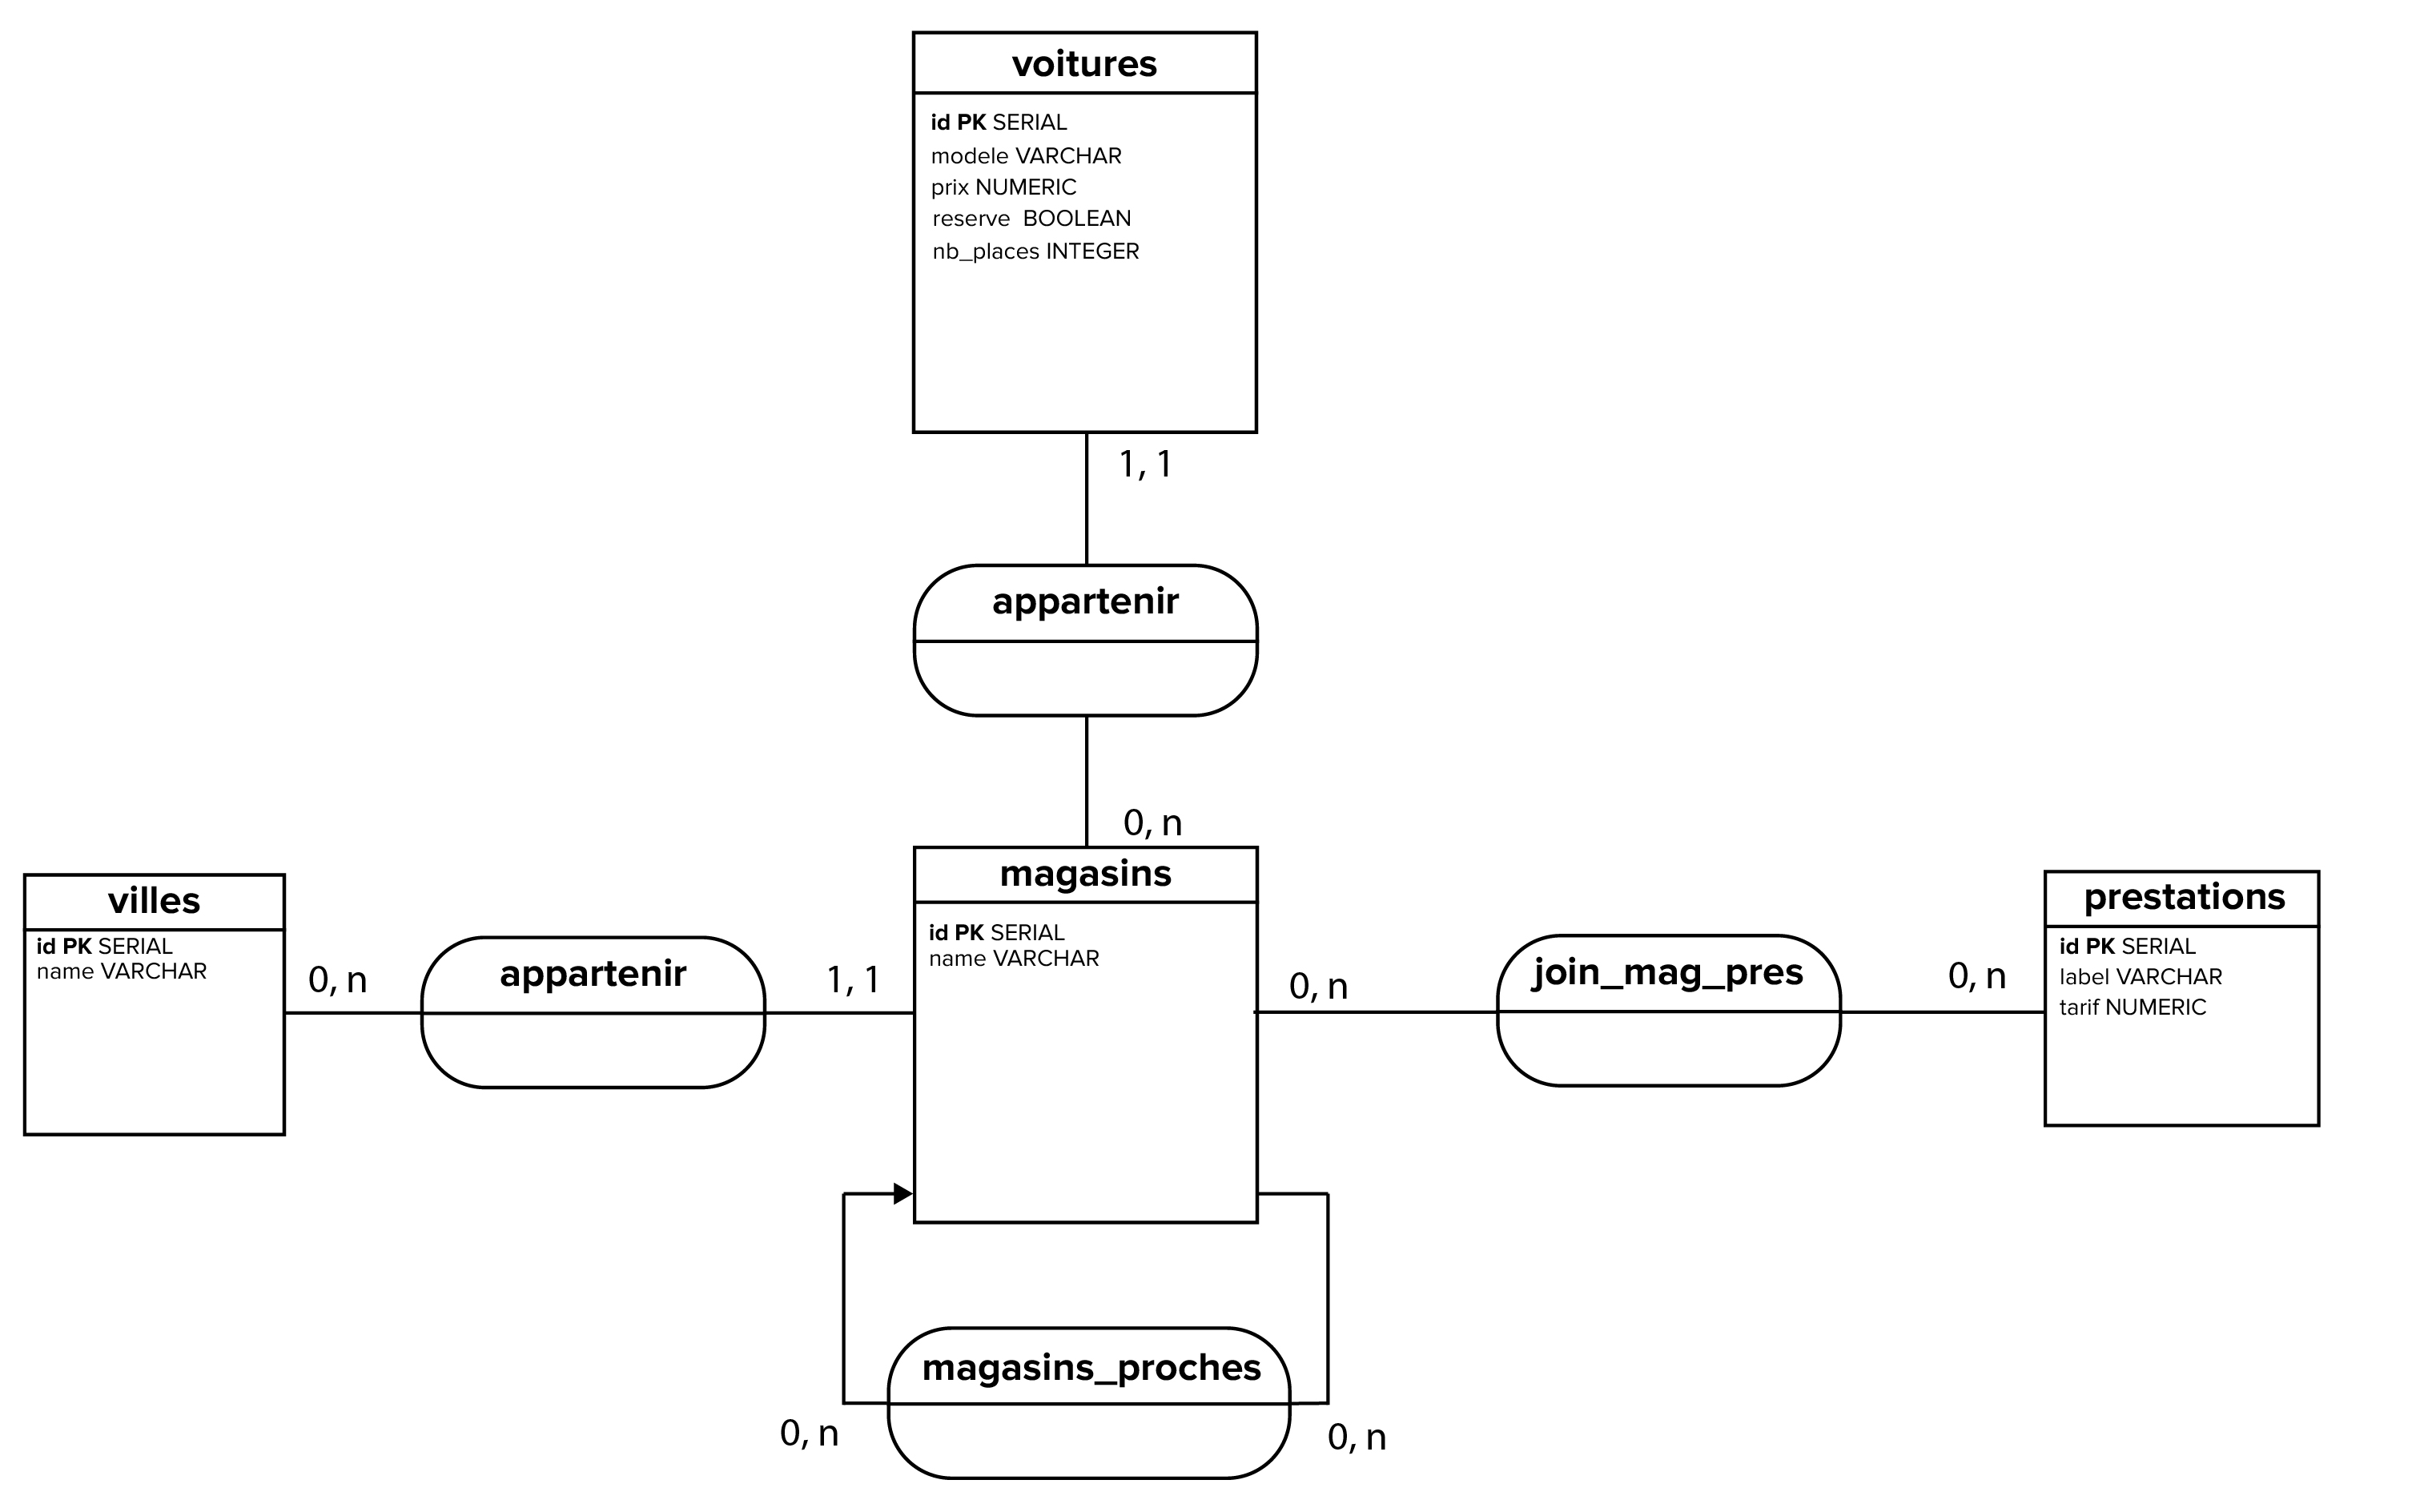 voitures
id PK SERIAL
modele VARCHAR
prix NUMERIC
reserve BOOLEAN
nb_places INTEGER
1, 1
appartenir
0, n
villes
id PK SERIAL
name VARCHAR
0, n
appartenir
1, 1
magasins
id PK SERIAL
name VARCHAR
0, n
join_mag_pres
0, n
prestations
id PK SERIAL
label VARCHAR
tarif NUMERIC
magasins_proches
0, n
0, n